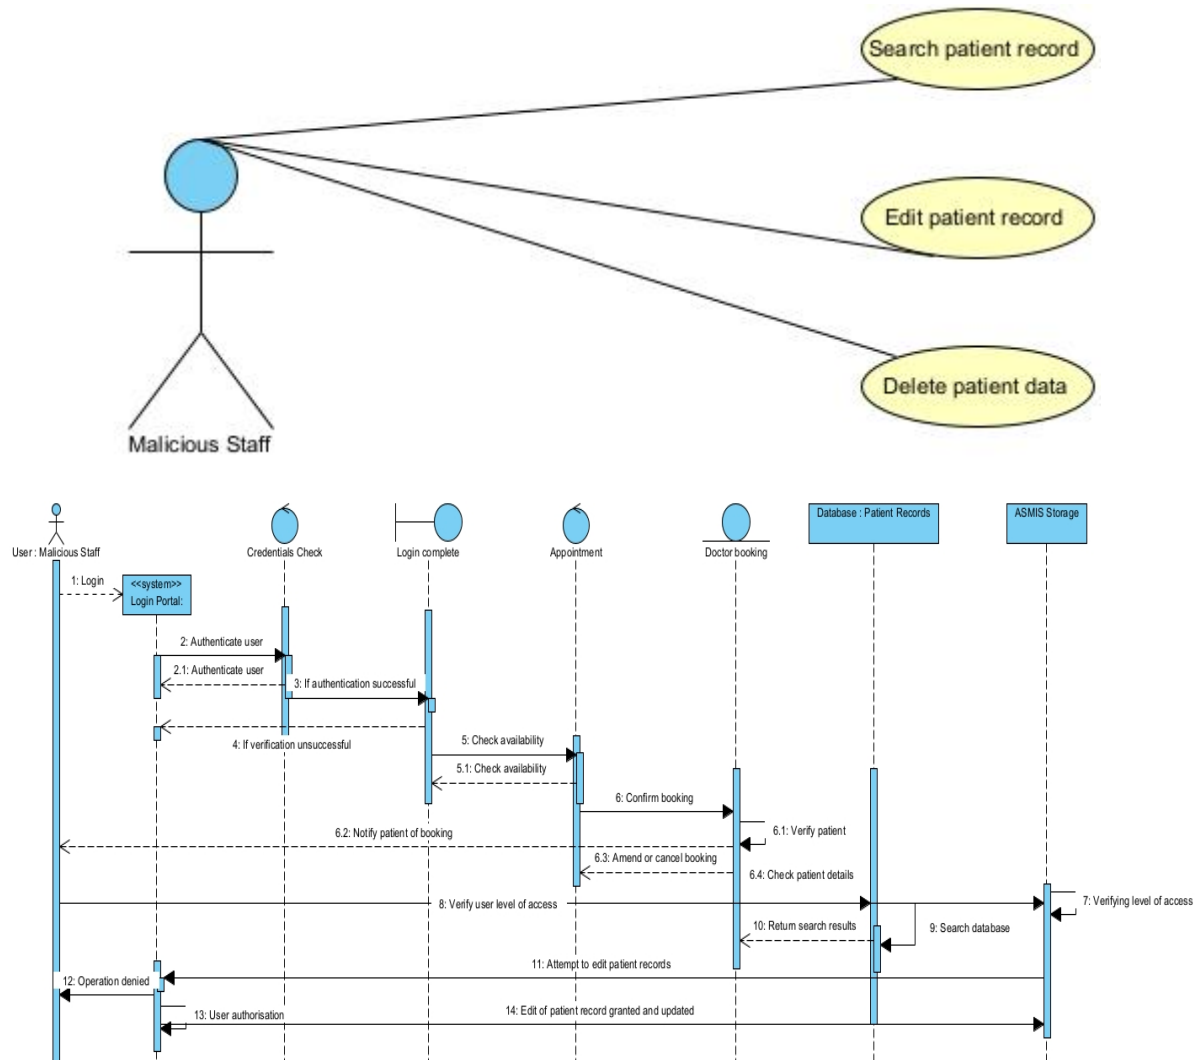 Search patient record
Edit patient record
Delete patient data
Malicious Staff
User : Malicious Staff
Credentials Check
Login complete
Appointment
Doctor booking
Database : Patient Records
ASMIS Storage
1: Login
<<system>>
Login Portal:
2: Authenticate user
2.1: Authenticate user
3: If authentication successful
4: If verification unsuccessful
5: Check availability
5.1: Check availability
6: Confirm booking
6.1: Verify patient
6.2: Notify patient of booking
6.3: Amend or cancel booking
6.4: Check patient details
7: Verifying level of access
8: Verify user level of access
9: Search database
10: Return search results
11: Attempt to edit patient records
12: Operation denied
13: User authorisation
14: Edit of patient record granted and updated